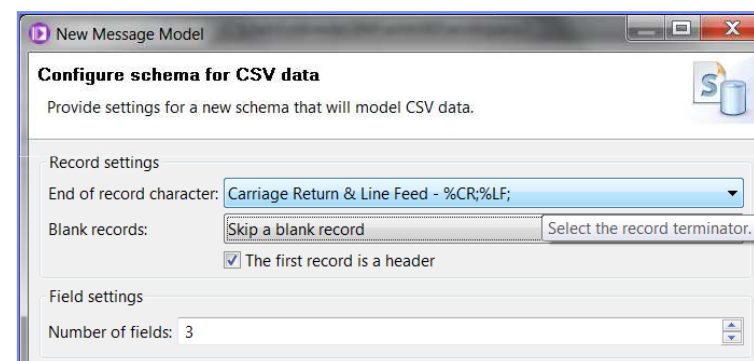 New Message Model
Configure schema for CSV data
Provide settings for a new schema that will model CSV data.
Record settings
End of record character: Carriage Return & Line Feed - %CR;%LF;
Blank records: Skip a blank record
Select the record terminator.
The first record is a header
Field settings
Number of fields: 3